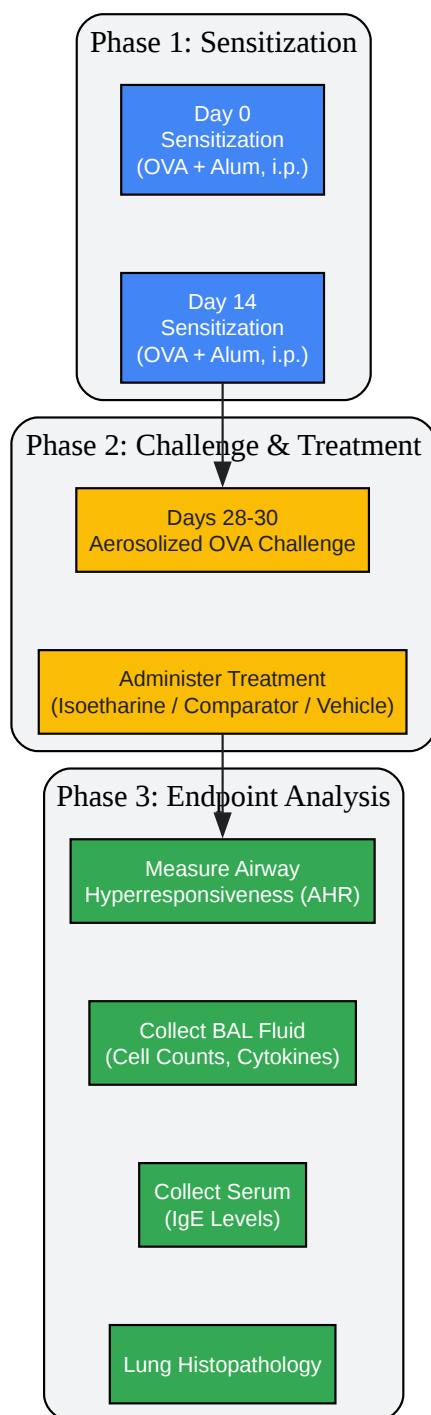 Phase 1: Sensitization
Day 0
Sensitization
(OVA + Alum, i.p.)
Day 14
Sensitization
(OVA + Alum, i.p.)
Phase 2: Challenge & Treatment
Days 28-30
Aerosolized OVA Challenge
Administer Treatment
(Isoetharine / Comparator / Vehicle)
Phase 3: Endpoint Analysis
Measure Airway
Hyperresponsiveness (AHR)
Collect BAL Fluid
(Cell Counts, Cytokines)
Collect Serum
(IgE Levels)
Lung Histopathology